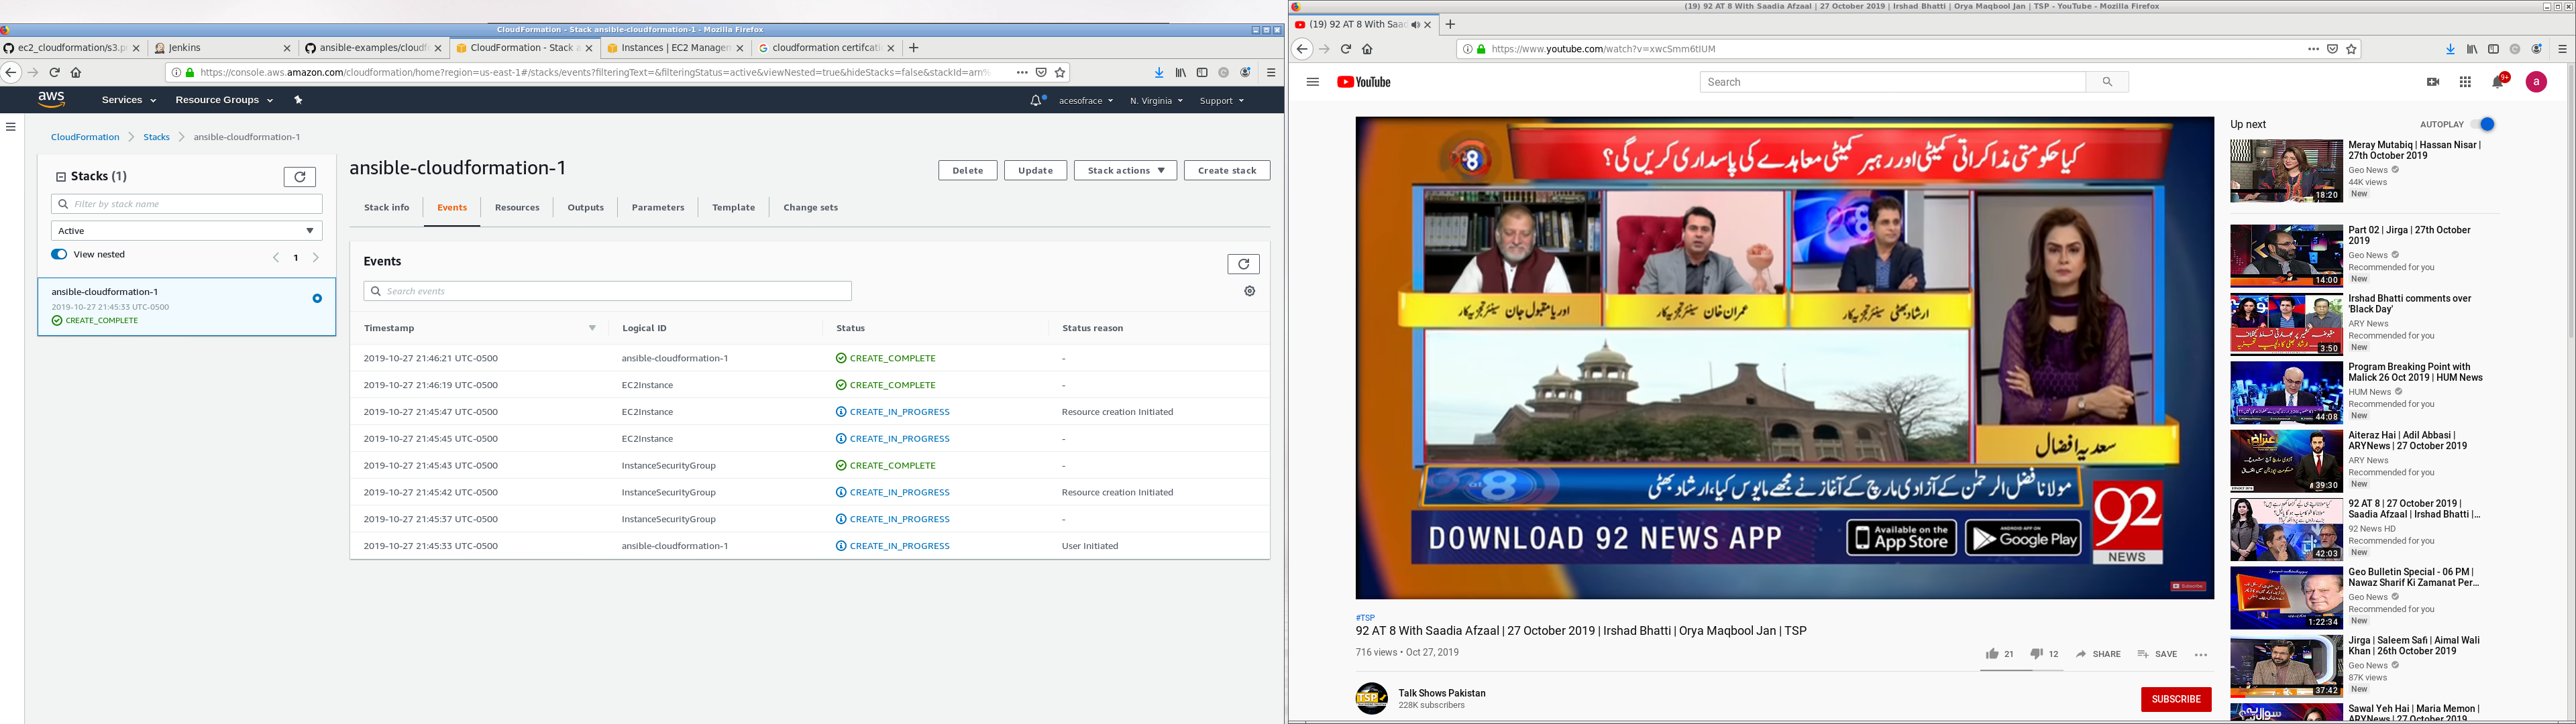 CloudFormation - Stack ansible-cloudformation-1 - Mozilla Firefox
ec2_cloudformation/s3.p
Jenkins
ansible-examples/cloudf
CloudFormation - Stack a
Instances | EC2 Managem
cloudformation certifcati
https://console.aws.amazon.com/cloudformation/home?region=us-east-1#/stacks/events?filteringText=&filteringStatus=active&viewNested=true&hideStacks=false&stackId=arn%
aws
Services
Resource Groups
acesofrace
N. Virginia
Support
CloudFormation
Stacks
ansible-cloudformation-1
Stacks (1)
Filter by stack name
Active
View nested
1
ansible-cloudformation-1
2019-10-27 21:45:33 UTC-0500
CREATE_COMPLETE
ansible-cloudformation-1
Delete
Update
Stack actions
Create stack
Stack info
Events
Resources
Outputs
Parameters
Template
Change sets
Events
Search events
Timestamp Logical ID Status Status reason
2019-10-27 21:46:21 UTC-0500 ansible-cloudformation-1 CREATE_COMPLETE -
2019-10-27 21:46:19 UTC-0500 EC2Instance CREATE_COMPLETE -
2019-10-27 21:45:47 UTC-0500 EC2Instance CREATE_IN_PROGRESS Resource creation Initiated
2019-10-27 21:45:45 UTC-0500 EC2Instance CREATE_IN_PROGRESS -
2019-10-27 21:45:43 UTC-0500 InstanceSecurityGroup CREATE_COMPLETE -
2019-10-27 21:45:42 UTC-0500 InstanceSecurityGroup CREATE_IN_PROGRESS Resource creation Initiated
2019-10-27 21:45:37 UTC-0500 InstanceSecurityGroup CREATE_IN_PROGRESS -
2019-10-27 21:45:33 UTC-0500 ansible-cloudformation-1 CREATE_IN_PROGRESS User Initiated
(19) 92 AT 8 With Saadia Afzaal | 27 October 2019 | Irshad Bhatti | Orya Maqbool Jan | TSP - YouTube - Mozilla Firefox
(19) 92 AT 8 With Saad
https://www.youtube.com/watch?v=xwcSmm6tIUM
YouTube
Search
9+
a
کیا حکومتی مذاکراتی کمیٹی اور رہبر کمیٹی معاہدے کی پاسداری کریں گی؟
اوریا مقبول جان سینئر تجزیہ کار
عمران خان سینئر تجزیہ کار
ارشاد بھٹی سینئر تجزیہ کار
سعدیہ افضال
مولانا فضل الرحمٰن کے آزادی مارچ کے آغاز نے مجھے مایوس کیا، ارشاد بھٹی
DOWNLOAD 92 NEWS APP
Available on the
App Store
ANDROID APP ON
Google Play
92
NEWS
Subscribe
#TSP
92 AT 8 With Saadia Afzaal | 27 October 2019 | Irshad Bhatti | Orya Maqbool Jan | TSP
716 views • Oct 27, 2019
21
12
SHARE
SAVE
TSP
Talk Shows Pakistan
228K subscribers
SUBSCRIBE
Up next
AUTOPLAY
18:20
Meray Mutabiq | Hassan Nisar |
27th October 2019
Geo News
44K views
New
14:00
Part 02 | Jirga | 27th October
2019
Geo News
Recommended for you
New
3:50
Irshad Bhatti comments over
'Black Day'
ARY News
Recommended for you
New
44:08
Program Breaking Point with
Malick 26 Oct 2019 | HUM News
HUM News
Recommended for you
New
39:30
Aiteraz Hai | Adil Abbasi |
ARYNews | 27 October 2019
ARY News
Recommended for you
New
42:03
92 AT 8 | 27 October 2019 |
Saadia Afzaal | Irshad Bhatti |...
92 News HD
Recommended for you
New
1:22:34
Geo Bulletin Special - 06 PM |
Nawaz Sharif Ki Zamanat Per...
Geo News
Recommended for you
New
37:42
Jirga | Saleem Safi | Aimal Wali
Khan | 26th October 2019
Geo News
87K views
New
Sawal Yeh Hai | Maria Memon |
ARYNews | 27 October 2019